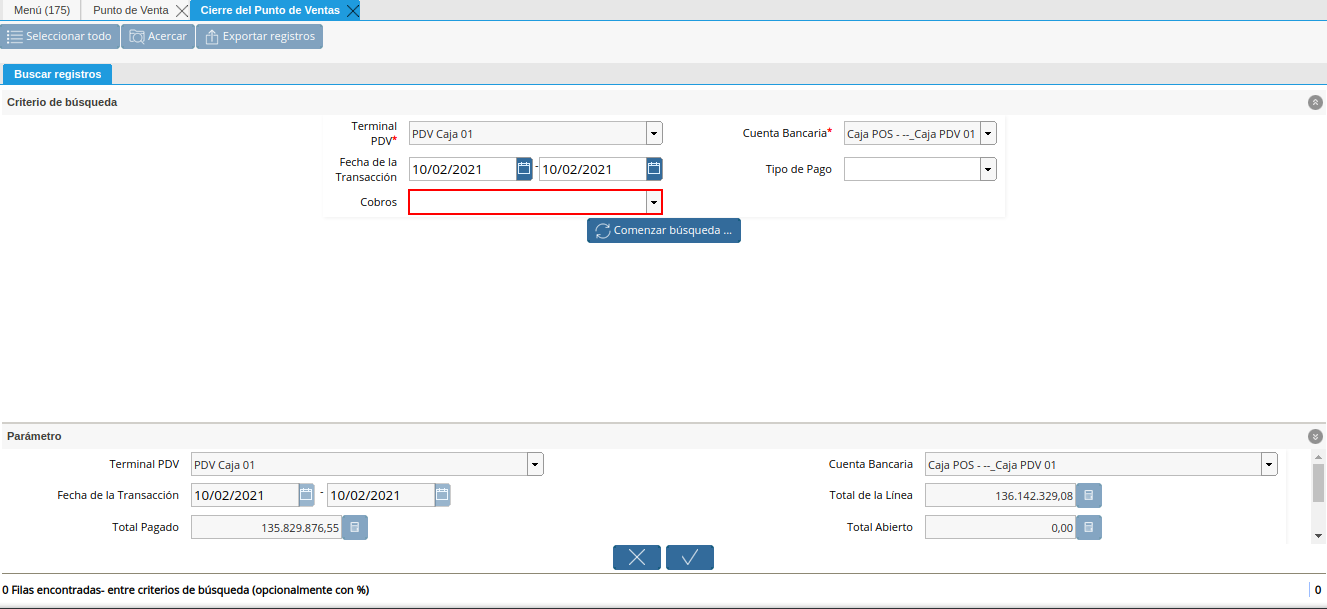 Menú (175) Punto de Venta Cierre del Punto de Ventas
Seleccionar todo Acercar Exportar registros
Buscar registros
Criterio de búsqueda
Terminal PDV* PDV Caja 01 Cuenta Bancaria* Caja POS - --_Caja PDV 01
Fecha de la Transacción 10/02/2021 - 10/02/2021 Tipo de Pago
Cobros
Comenzar búsqueda ...
Parámetro
Terminal PDV PDV Caja 01 Cuenta Bancaria Caja POS - --_Caja PDV 01
Fecha de la Transacción 10/02/2021 - 10/02/2021 Total de la Línea 136.142.329,08
Total Pagado 135.829.876,55 Total Abierto 0,00
0 Filas encontradas- entre criterios de búsqueda (opcionalmente con %) 0